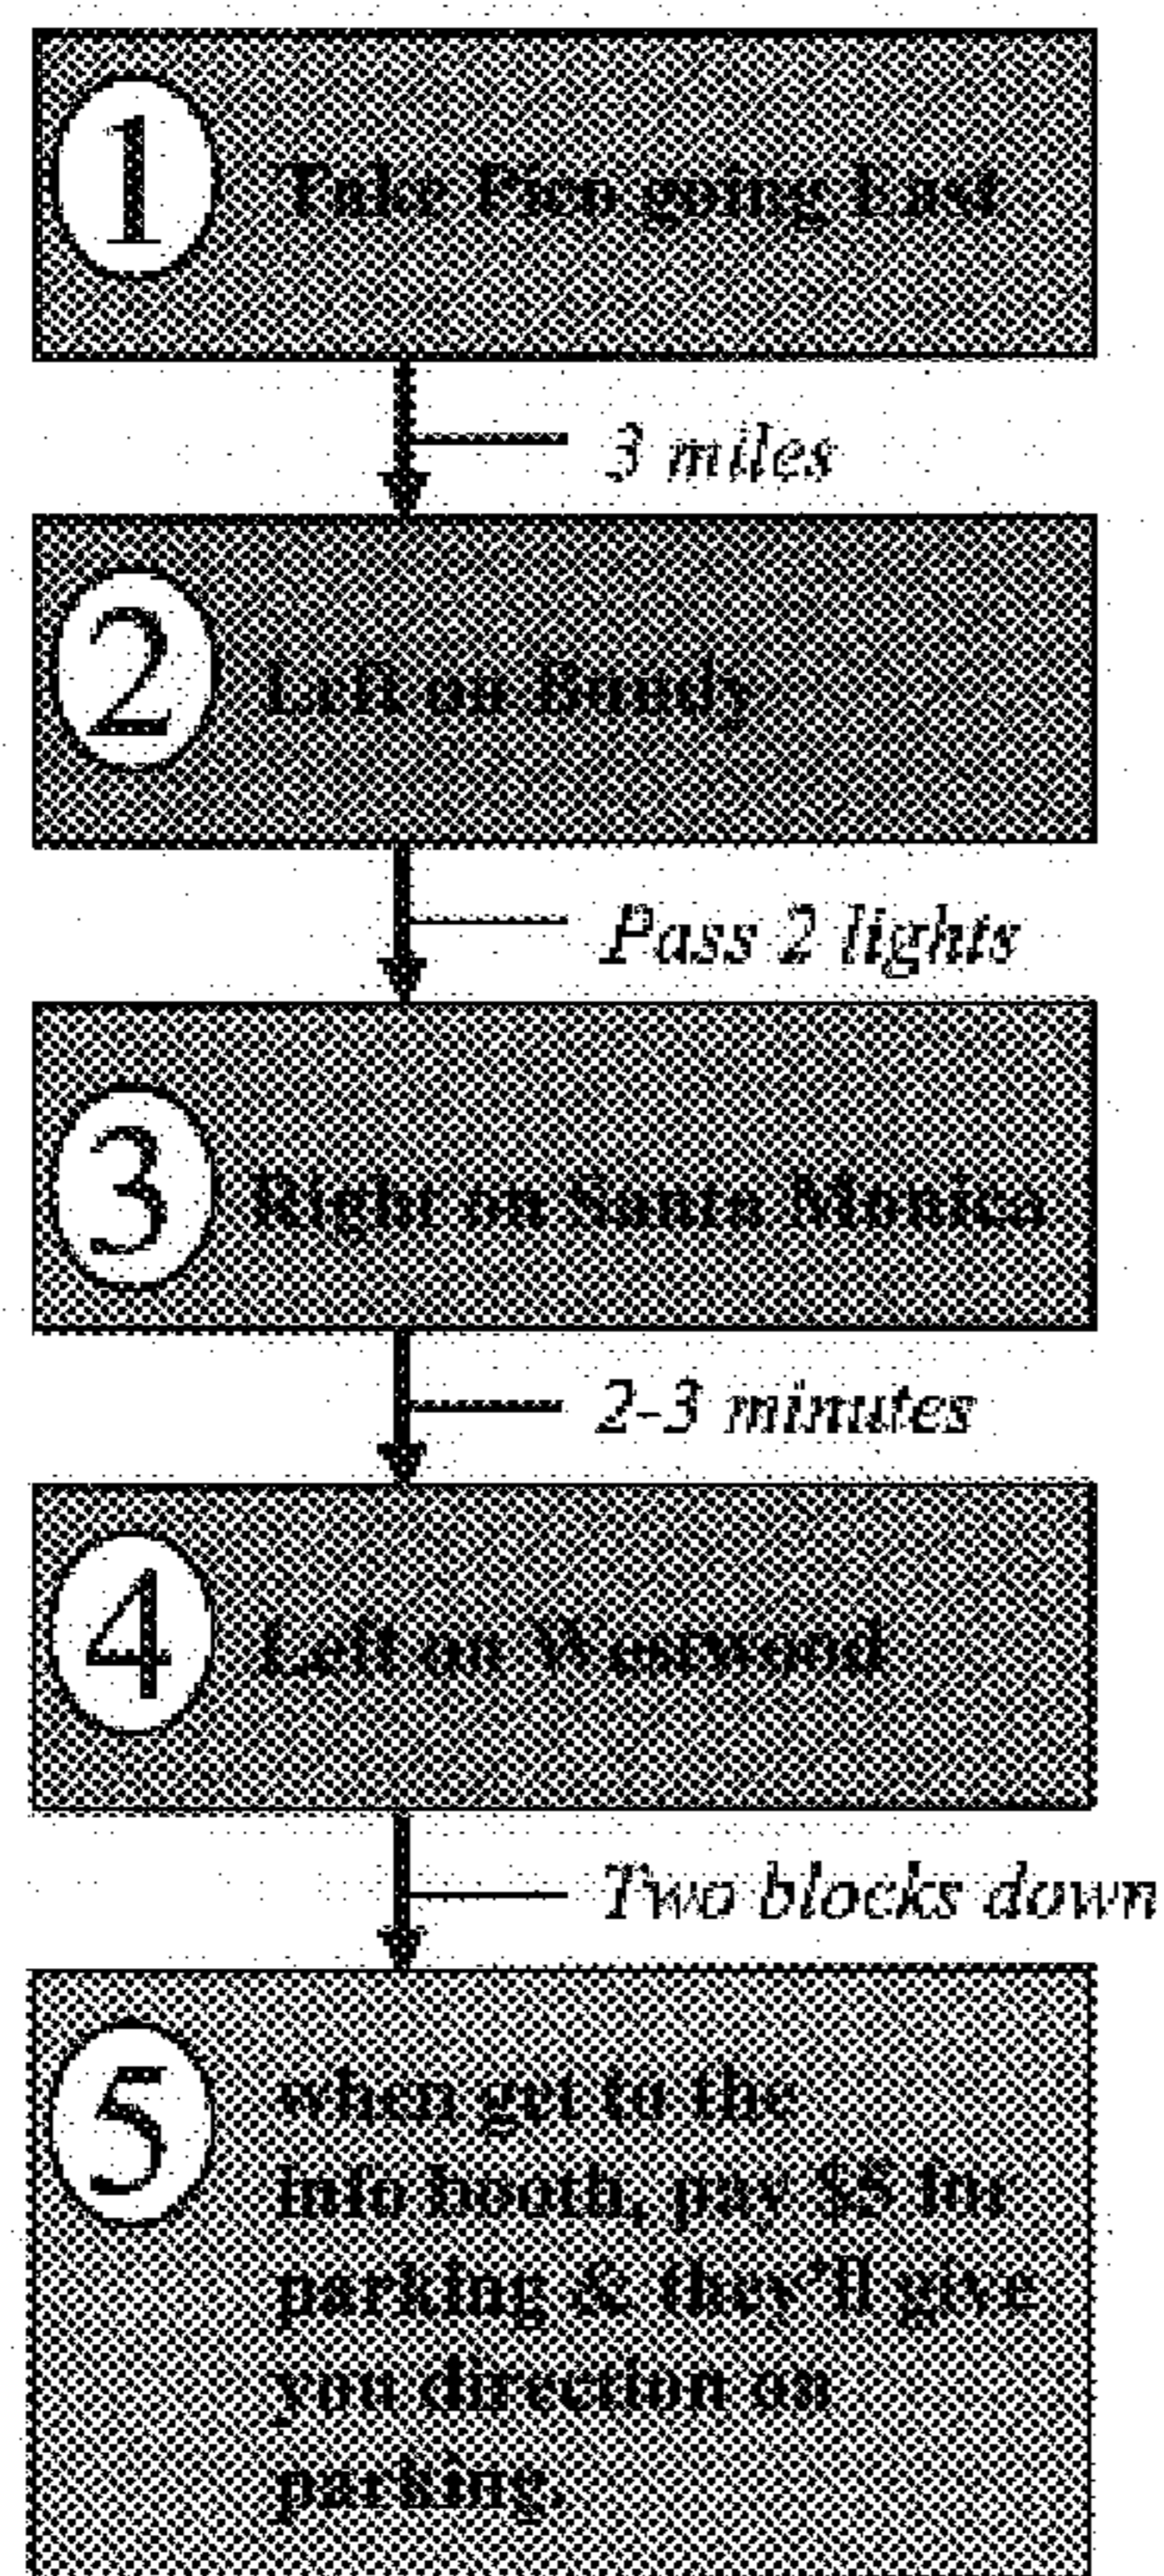 1
Take Pico going East
3 miles
2
Left on Bundy
Pass 2 lights
3
Right on Santa Monica
2-3 minutes
4
Left on Westwood
Two blocks down
5
when get to the
info booth, pay $5 for
parking & they'll give
you direction on
parking.